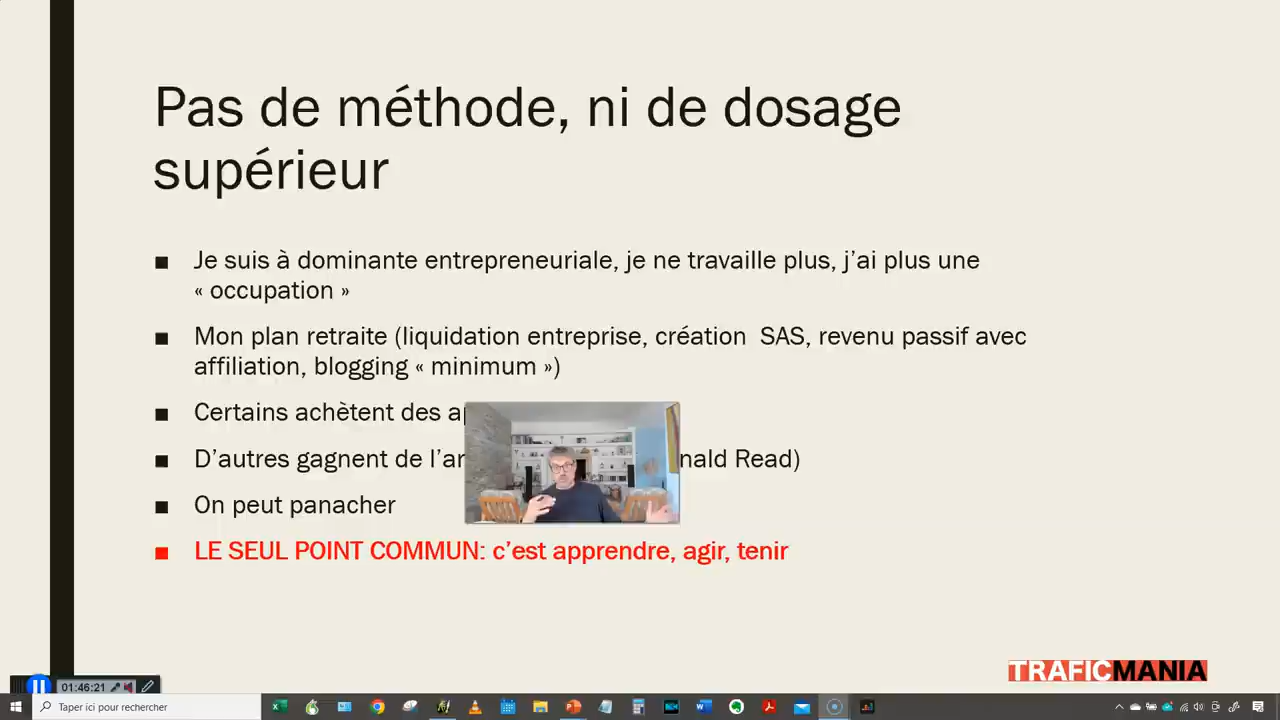 Pas de méthode, ni de dosage
supérieur
■ Je suis à dominante entrepreneuriale, je ne travaille plus, j’ai plus une
« occupation »
■ Mon plan retraite (liquidation entreprise, création SAS, revenu passif avec
affiliation, blogging « minimum »)
■ Certains achètent des
■ D’autres gagnent de Read)
■ On peut panacher
■ LE SEUL POINT COMMUN: c’est apprendre, agir, tenir
TRAFICMANIA
01:46:21
Taper ici pour rechercher